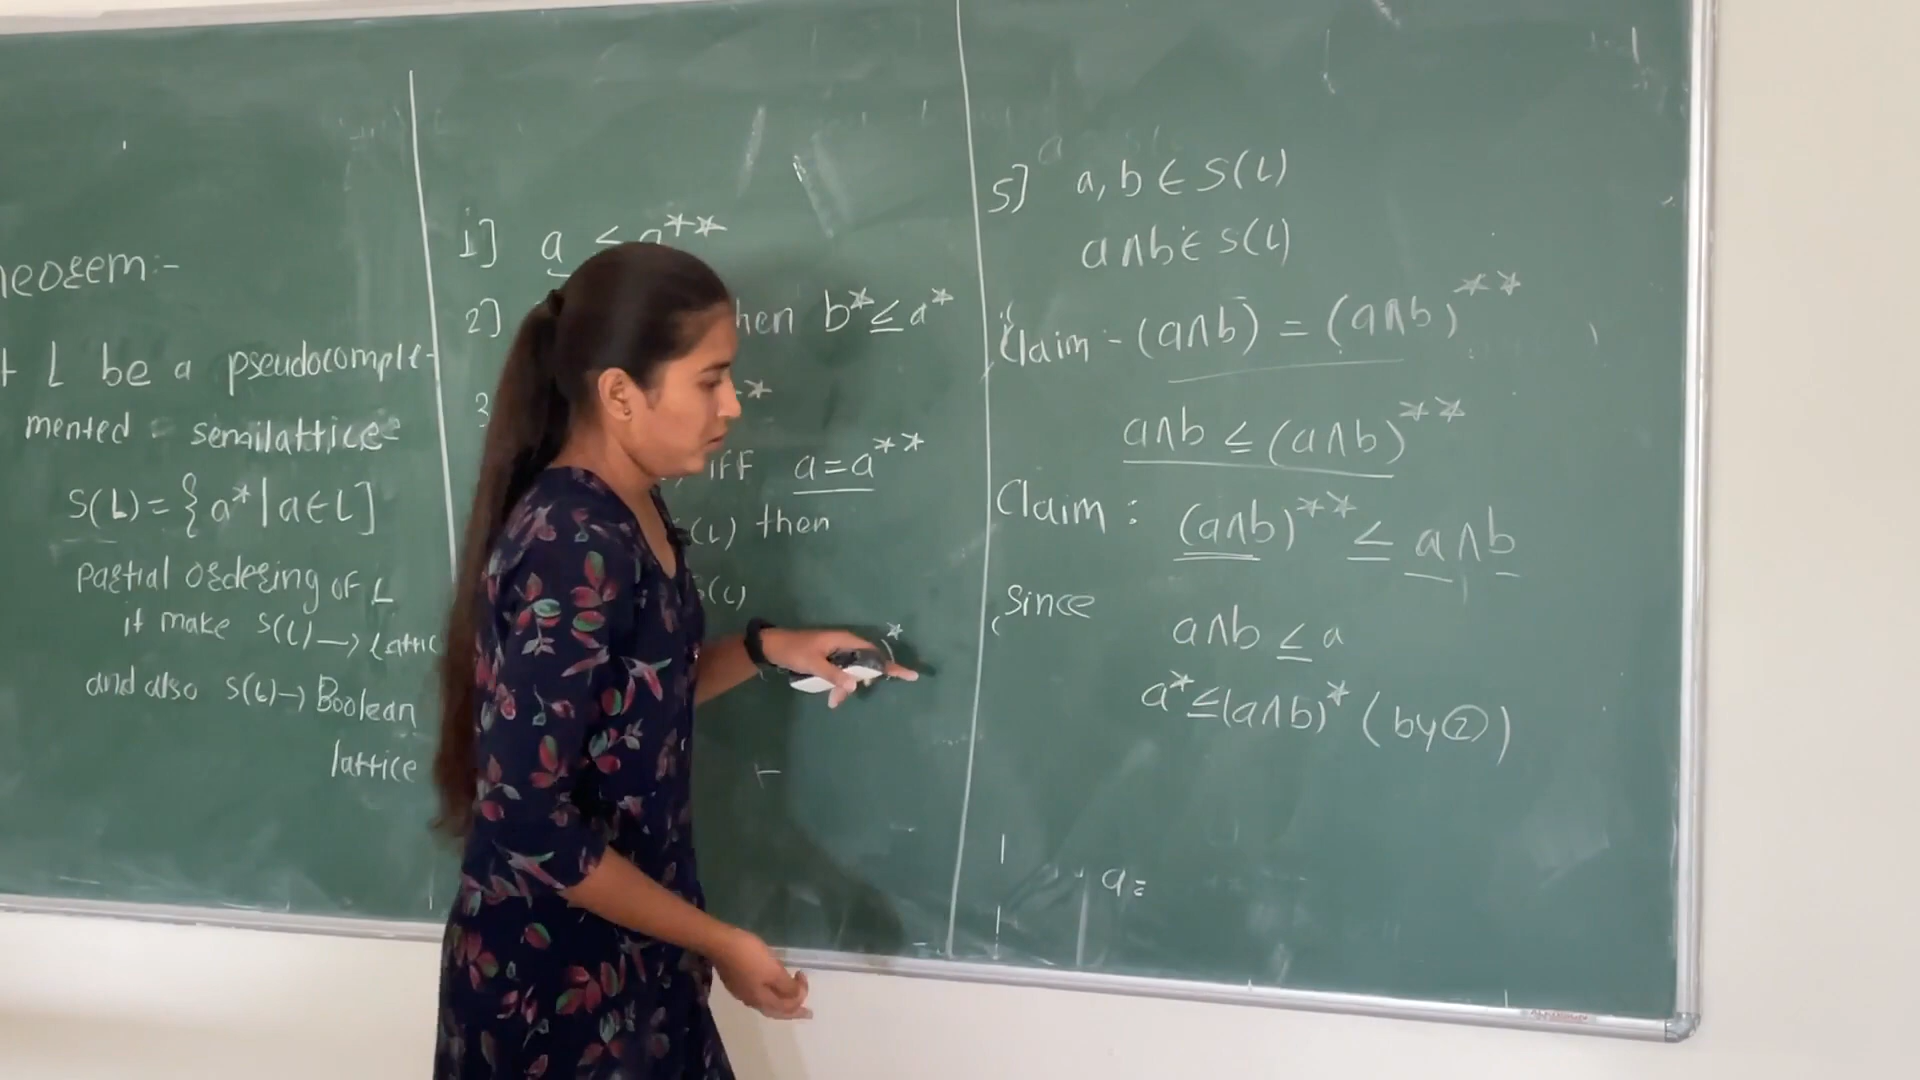 heorem:-
t L be a pseudocomple-
mented semilattice
S(L) = { a* | a ∈ L ]
partial ordering of L
it make S(L) → lattic
and also S(L) → Boolean
lattice
1] a ≤ a**
2] hen b* ≤ a*
3 *
iff a = a**
(L) then
S(L)
)*
5] a, b ∈ S(L)
a∧b ∈ S(L)
Claim - (a∧b) = (a∧b)**
a∧b ≤ (a∧b)**
Claim : (a∧b)** ≤ a∧b
since
a∧b ≤ a
a* ≤ (a∧b)* (by ②)
a =